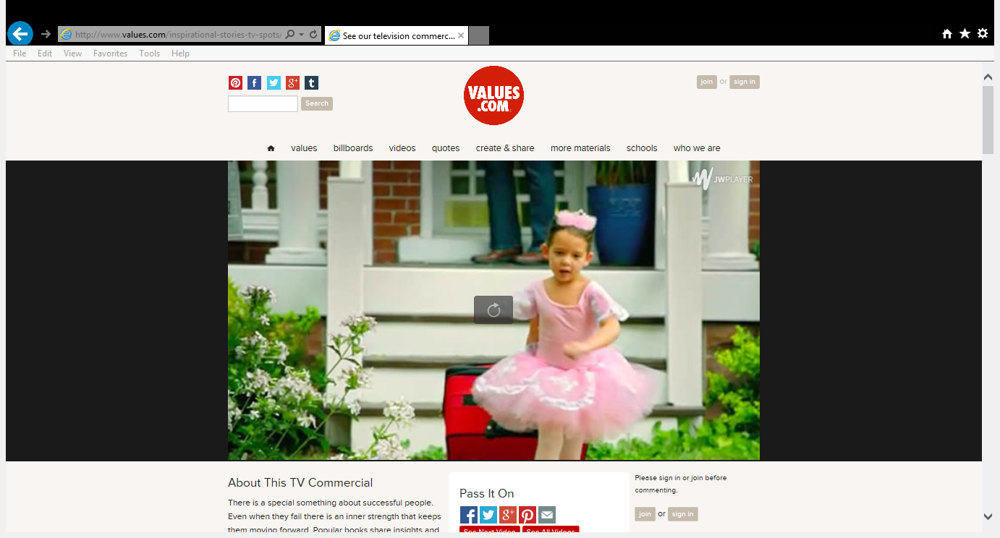 http://www.values.com/inspirational-stories-tv-spots/
See our television commerc...
File Edit View Favorites Tools Help
f
g+
t
VALUES
.COM
join or sign in
Search
values billboards videos quotes create & share more materials schools who we are
JWPLAYER
About This TV Commercial
There is a special something about successful people.
Even when they fail there is an inner strength that keeps
them moving forward. Popular books share insights and
Pass It On
f
g+
See Next Video See All Videos
Please sign in or join before
commenting.
join or sign in